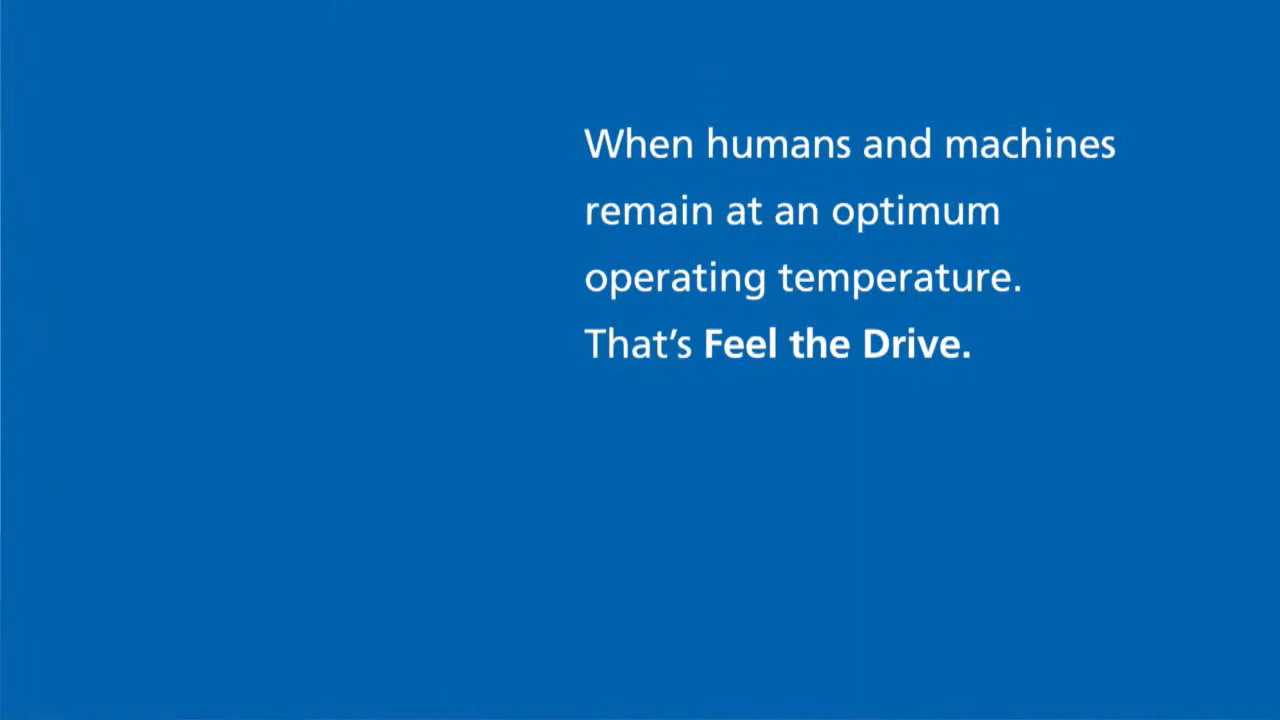 When humans and machines
remain at an optimum
operating temperature.
That’s Feel the Drive.